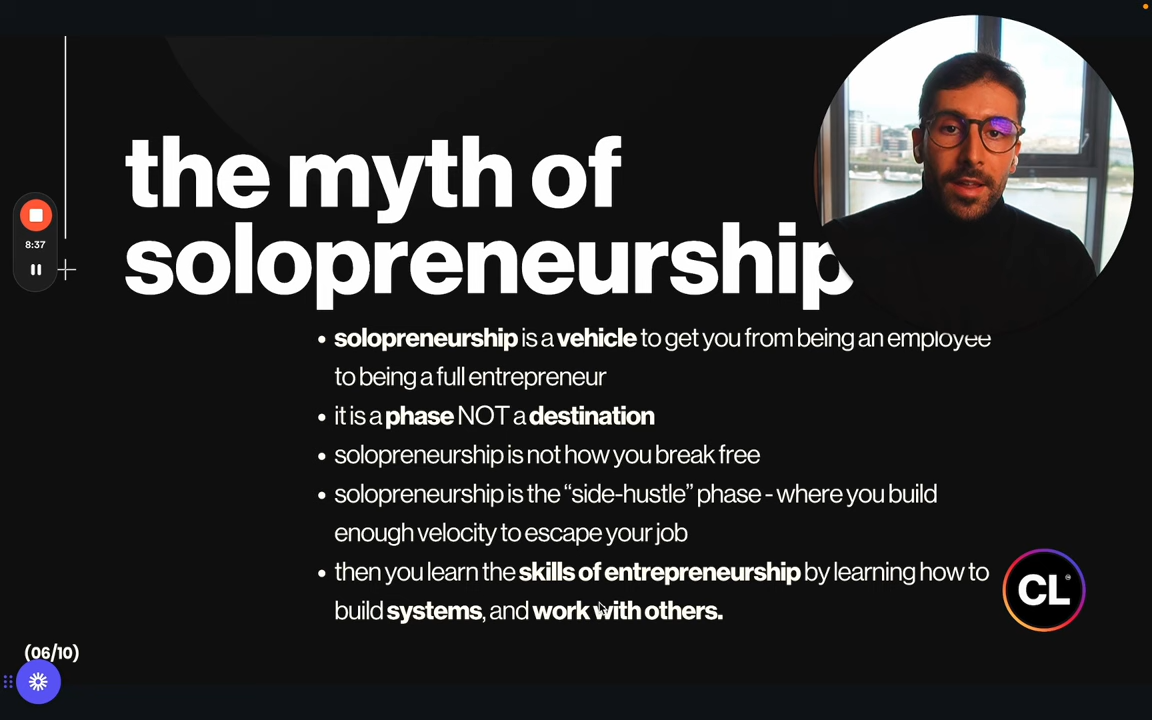 the myth of
solopreneurship
8:37
• solopreneurship is a vehicle to get you from being an employee
to being a full entrepreneur
• it is a phase NOT a destination
• solopreneurship is not how you break free
• solopreneurship is the “side-hustle” phase - where you build
enough velocity to escape your job
• then you learn the skills of entrepreneurship by learning how to
build systems, and work with others.
CL
(06/10)